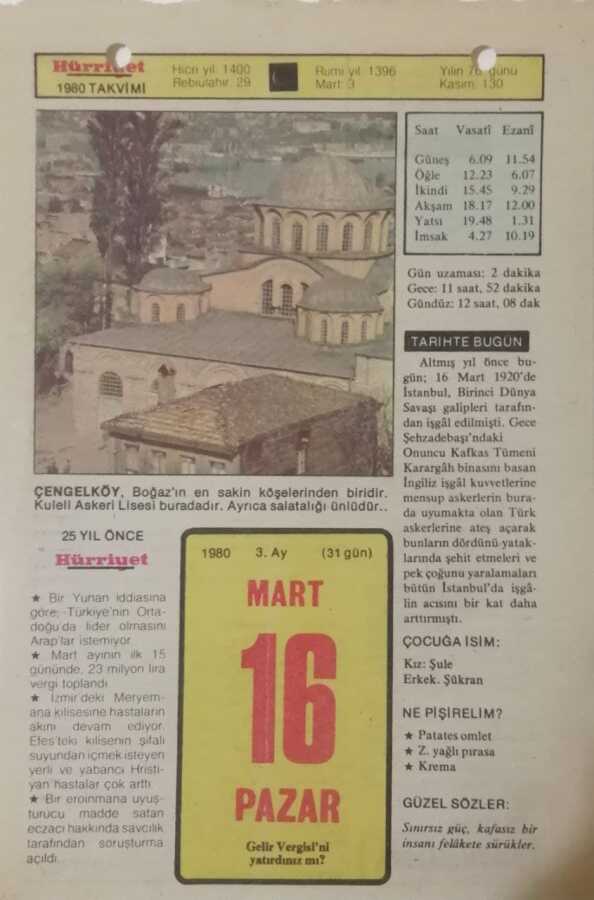 Hürriyet
1980 TAKVİMİ
Hicri yıl: 1400
Rebiulahir: 29
Rumi yıl: 1396
Mart: 3
Yılın 76. günü
Kasım: 130
Saat Vasatî Ezanî
Güneş 6.09 11.54
Öğle 12.23 6.07
İkindi 15.45 9.29
Akşam 18.17 12.00
Yatsı 19.48 1.31
İmsak 4.27 10.19
Gün uzaması: 2 dakika
Gece: 11 saat, 52 dakika
Gündüz: 12 saat, 08 dak
ÇENGELKÖY, Boğaz'ın en sakin köşelerinden biridir.
Kuleli Askeri Lisesi buradadır. Ayrıca salatalığı ünlüdür..
25 YIL ÖNCE
Hürriyet
★ Bir Yunan iddiasına
göre, Türkiye'nin Orta-
doğu'da lider olmasını
Arap'lar istemiyor.
★ Mart ayının ilk 15
gününde, 23 milyon lira
vergi toplandı.
★ İzmir'deki Meryem-
ana kilisesine hastaların
akını devam ediyor.
Efes'teki kilisenin şifalı
suyundan içmek isteyen
yerli ve yabancı Hristi-
yan hastalar çok arttı.
★ Bir eroinmana uyuş-
turucu madde satan
eczacı hakkında savcılık
tarafından soruşturma
açıldı.
1980 3. Ay (31 gün)
MART
16
PAZAR
Gelir Vergisi'ni
yatırdınız mı?
TARİHTE BUGÜN
Altmış yıl önce bu-
gün; 16 Mart 1920'de
İstanbul, Birinci Dünya
Savaşı galipleri tarafın-
dan işgâl edilmişti. Gece
Şehzadebaşı'ndaki
Onuncu Kafkas Tümeni
Karargâh binasını basan
İngiliz işgâl kuvvetlerine
mensup askerlerin bura-
da uyumakta olan Türk
askerlerine ateş açarak
bunların dördünü yatak-
larında şehit etmeleri ve
pek çoğunu yaralamaları
bütün İstanbul'da işgâ-
lin acısını bir kat daha
arttırmıştı.
ÇOCUĞA İSİM:
Kız: Şule
Erkek. Şükran
NE PİŞİRELİM?
★ Patates omlet
★ Z. yağlı pırasa
★ Krema
GÜZEL SÖZLER:
Sınırsız güç, kafasız bir
insanı felâkete sürükler.